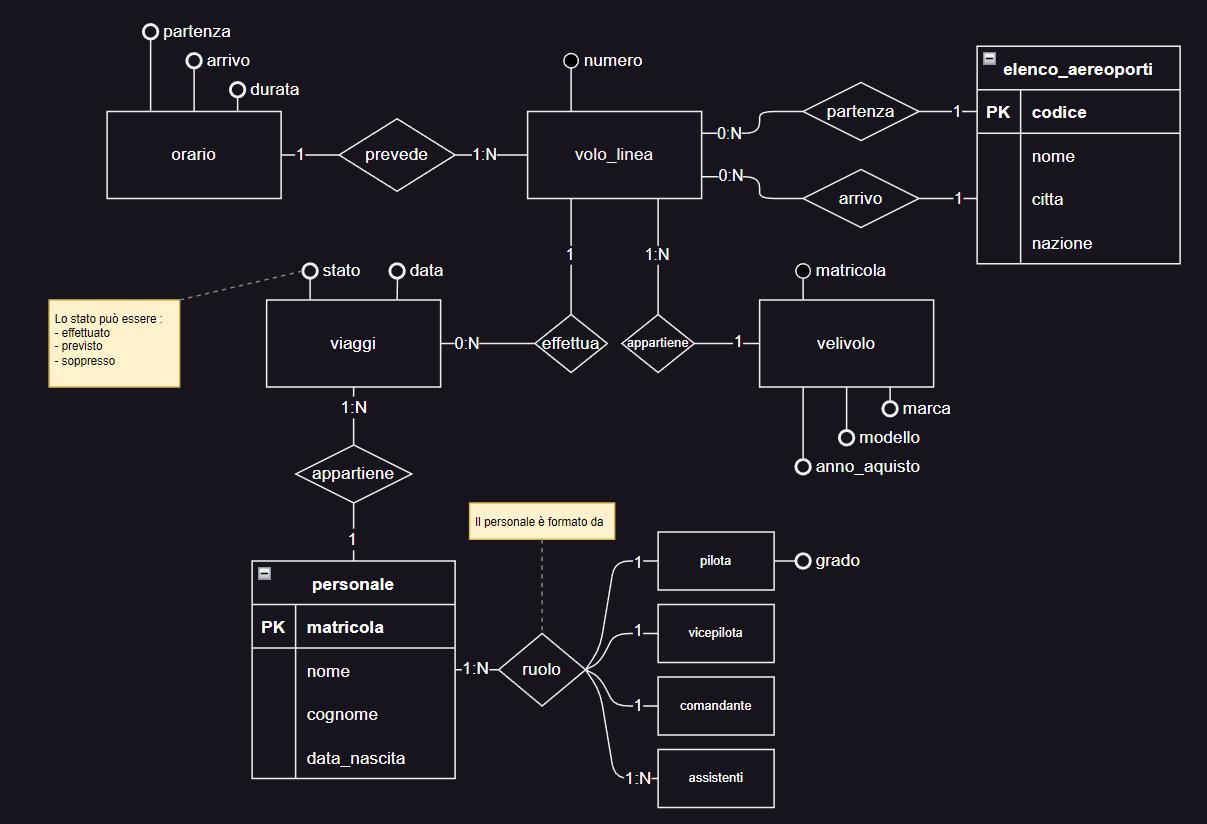 partenza
arrivo
durata
orario
1
prevede
1:N
numero
volo_linea
0:N
partenza
1
0:N
arrivo
1
elenco_aereoporti
PK
codice
nome
citta
nazione
1
1:N
stato
data
Lo stato può essere :
- effettuato
- previsto
- soppresso
viaggi
0:N
effettua
appartiene
1
matricola
velivolo
marca
modello
anno_aquisto
1:N
appartiene
1
personale
PK
matricola
nome
cognome
data_nascita
1:N
Il personale è formato da
ruolo
1
pilota
grado
1
vicepilota
1
comandante
1:N
assistenti